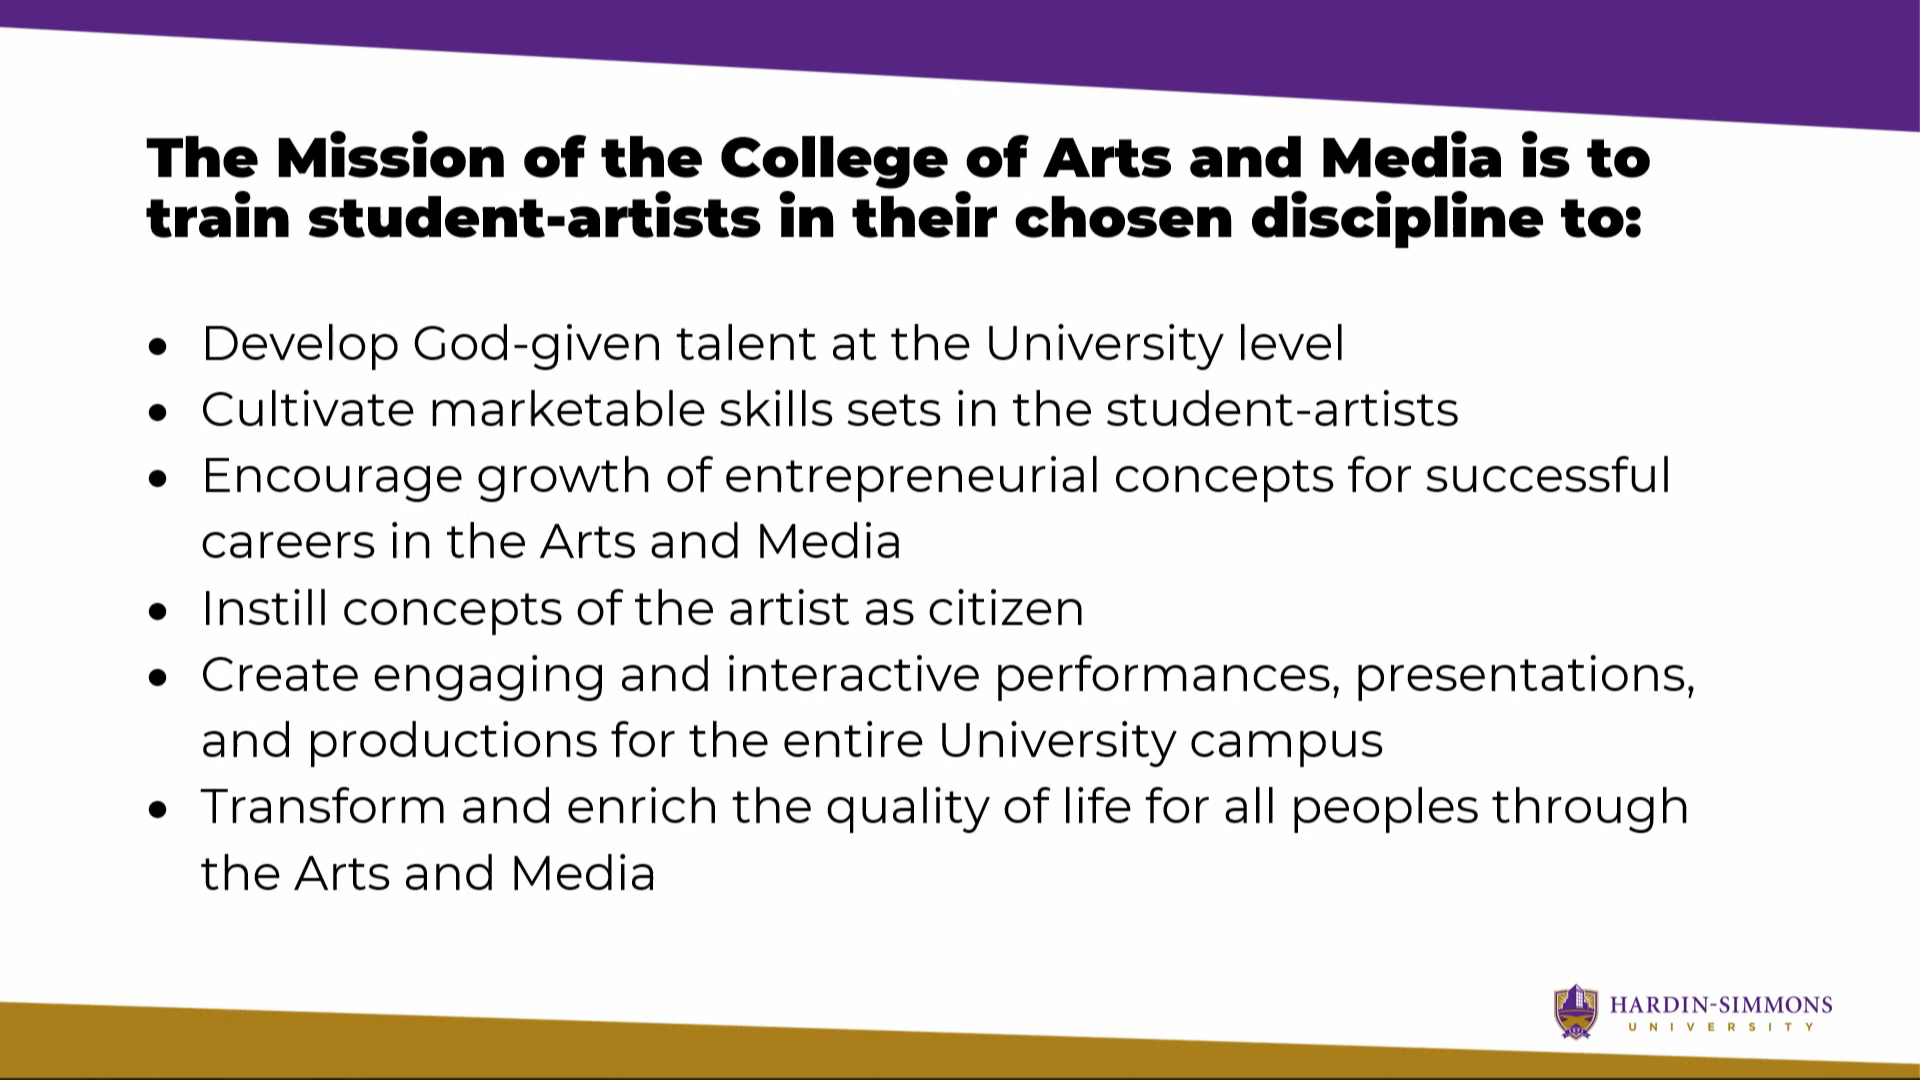 The Mission of the College of Arts and Media is to
train student-artists in their chosen discipline to:
• Develop God-given talent at the University level
• Cultivate marketable skills sets in the student-artists
• Encourage growth of entrepreneurial concepts for successful
careers in the Arts and Media
• Instill concepts of the artist as citizen
• Create engaging and interactive performances, presentations,
and productions for the entire University campus
• Transform and enrich the quality of life for all peoples through
the Arts and Media
HARDIN-SIMMONS
UNIVERSITY